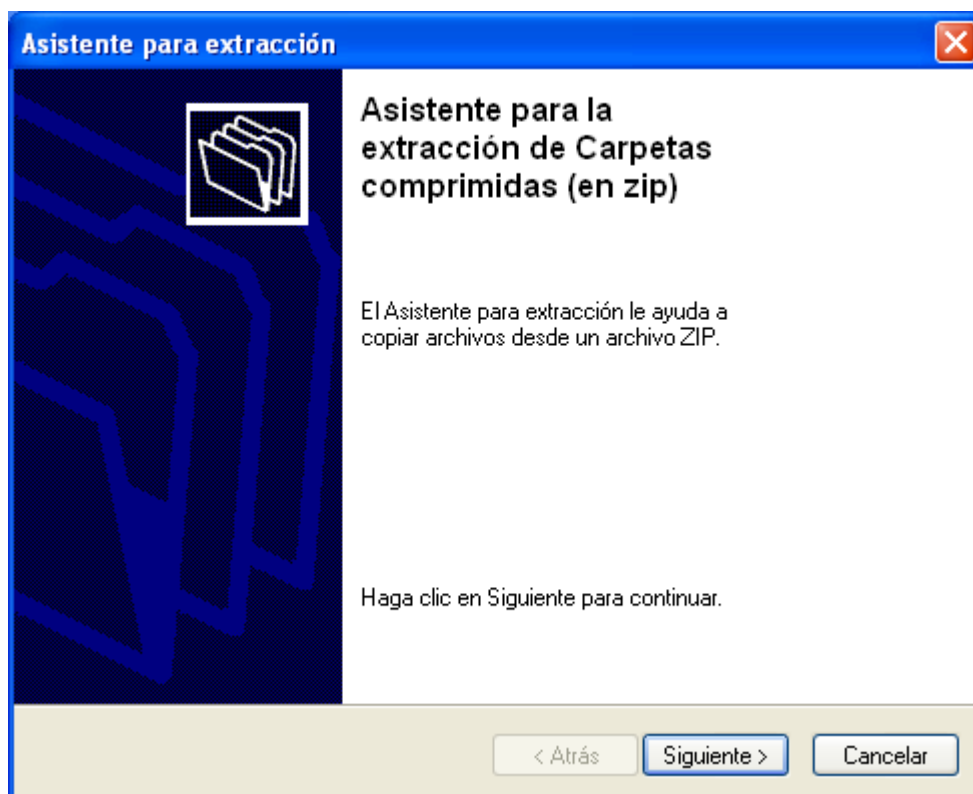 Asistente para extracción
Asistente para la
extracción de Carpetas
comprimidas (en zip)
El Asistente para extracción le ayuda a
copiar archivos desde un archivo ZIP.
Haga clic en Siguiente para continuar.
< Atrás
Siguiente >
Cancelar